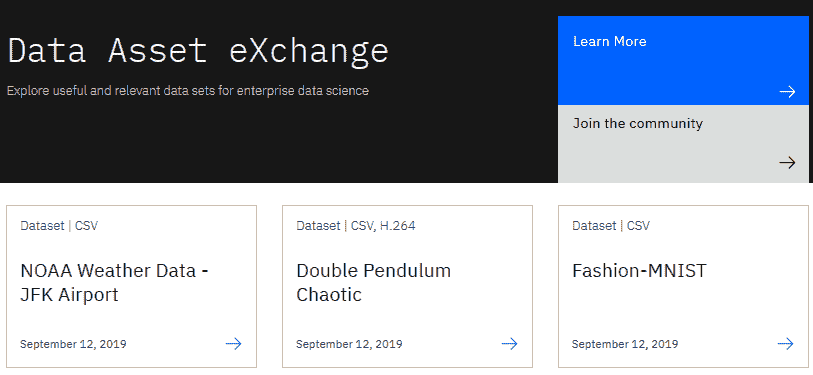 Data Asset eXchange
Explore useful and relevant data sets for enterprise data science
Learn More
Join the community
Dataset | CSV
NOAA Weather Data -
JFK Airport
September 12, 2019
Dataset | CSV, H.264
Double Pendulum
Chaotic
September 12, 2019
Dataset | CSV
Fashion-MNIST
September 12, 2019